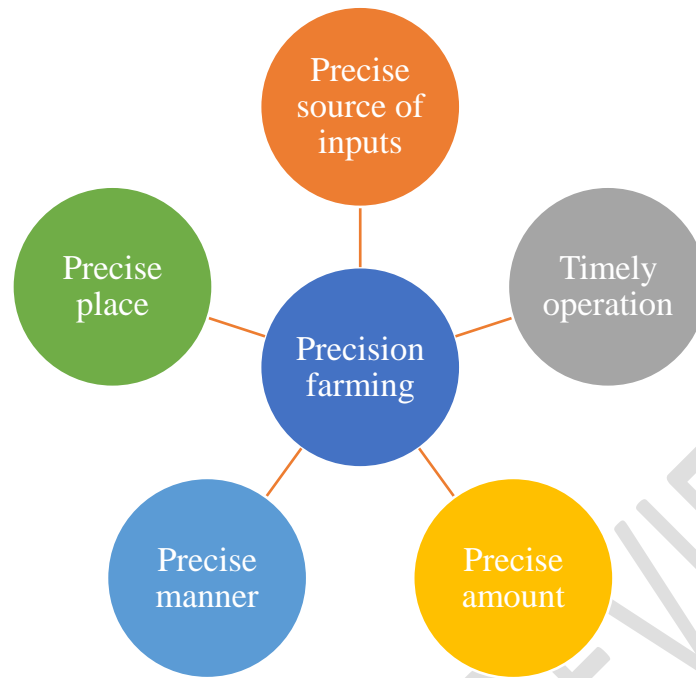 Precise
source of
inputs
Precise
place
Timely
operation
Precision
farming
Precise
manner
Precise
amount